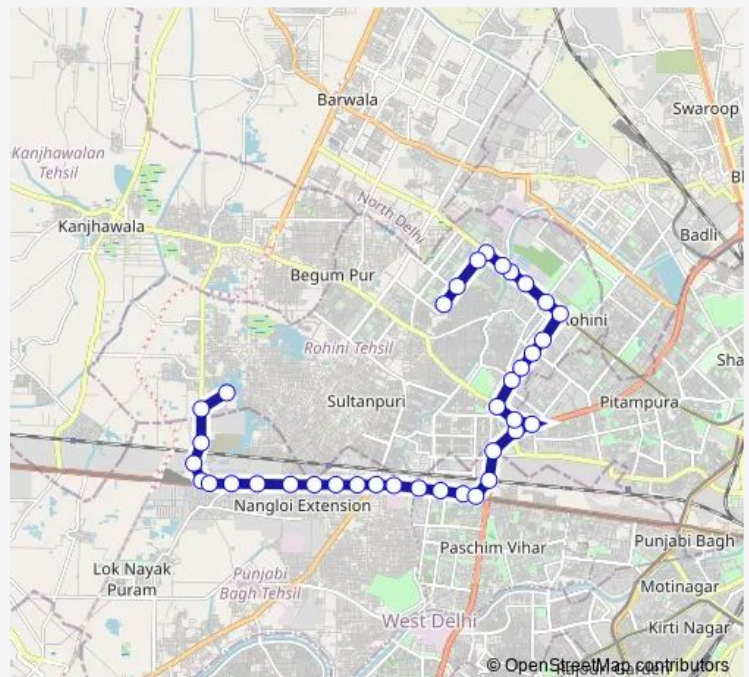 Barwala
Swaroop
Kanjhawalan
Tehsil
Kanjhawala
North Delhi
Badli
Begum Pur
Rohini
Rohini Tehsil
Sha
Sultanpuri
Pitampura
Nangloi Extension
Paschim Vihar
Punjabi Bagh
Lok Nayak
Puram
Punjabi
Bagh Tehsil
Motinagar
West Delhi
Kirti Nagar
© OpenStreetMap contributors